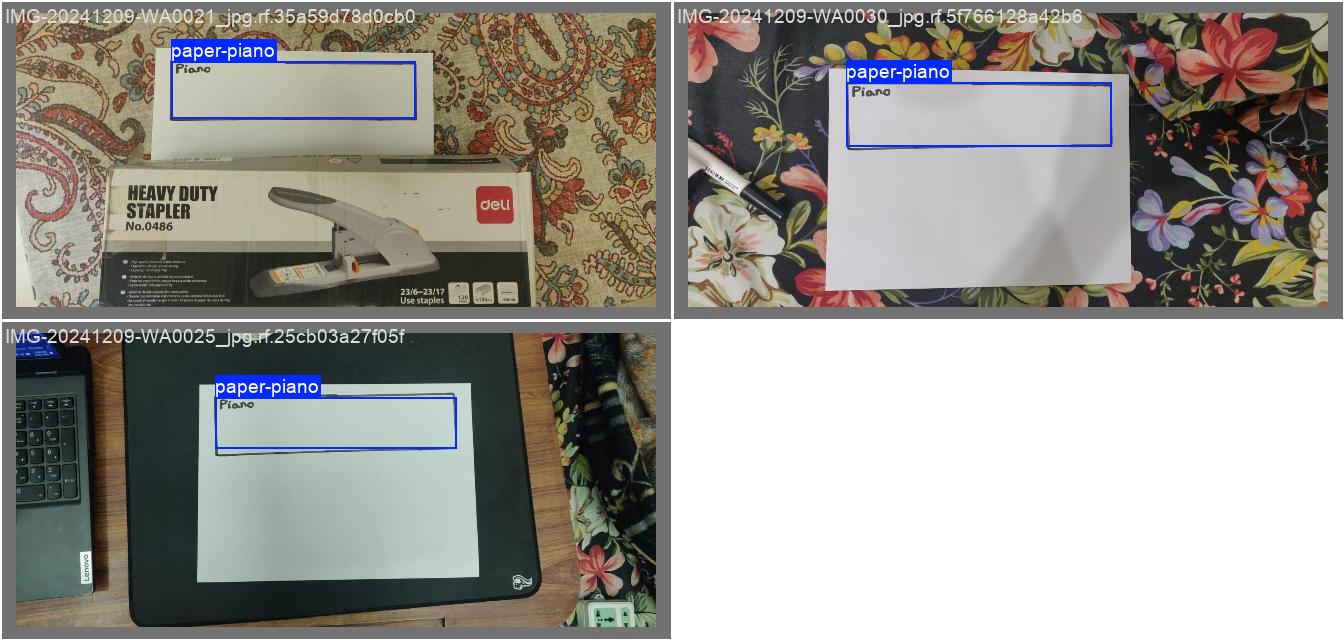 IMG-20241209-WA0021_jpg.rf.35a59d78d0cb0
paper-piano
Piano
HEAVY DUTY
STAPLER
No.0486
deli
23/6~23/17
Use staples
IMG-20241209-WA0030_jpg.rf.5f766128a42b6
paper-piano
Piano
IMG-20241209-WA0025_jpg.rf.25cb03a27f05f
paper-piano
Piano
Lenovo